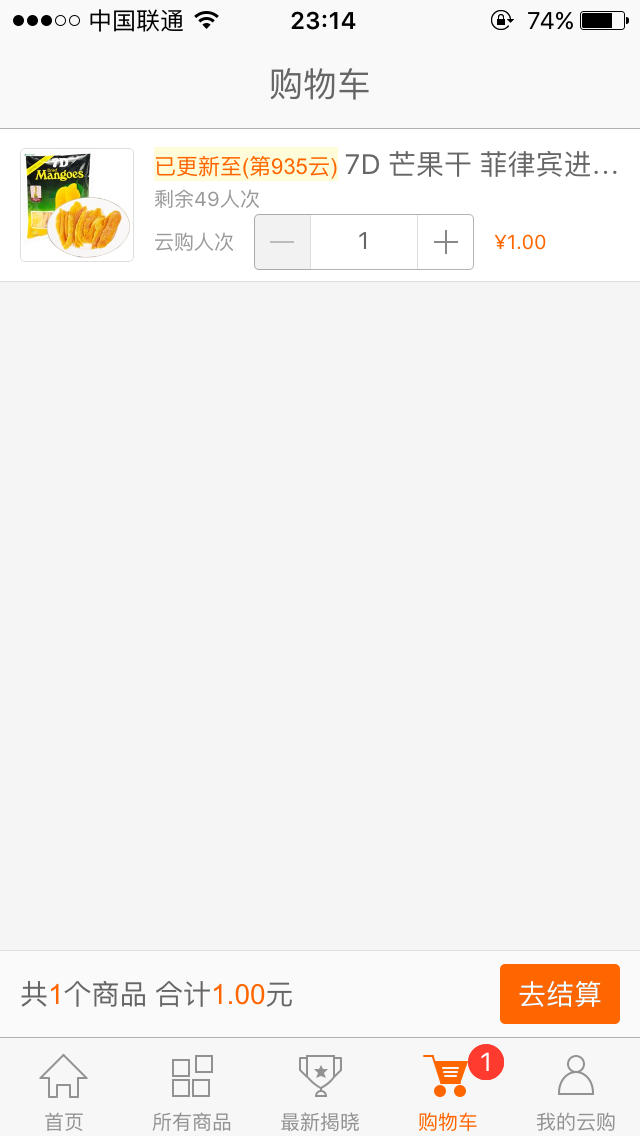 中国联通 23:14 74%
购物车
7D
Mangoes
已更新至(第935云) 7D 芒果干 菲律宾进...
剩余49人次
云购人次 1 ¥1.00
共1个商品 合计1.00元 去结算
1
首页 所有商品 最新揭晓 购物车 我的云购